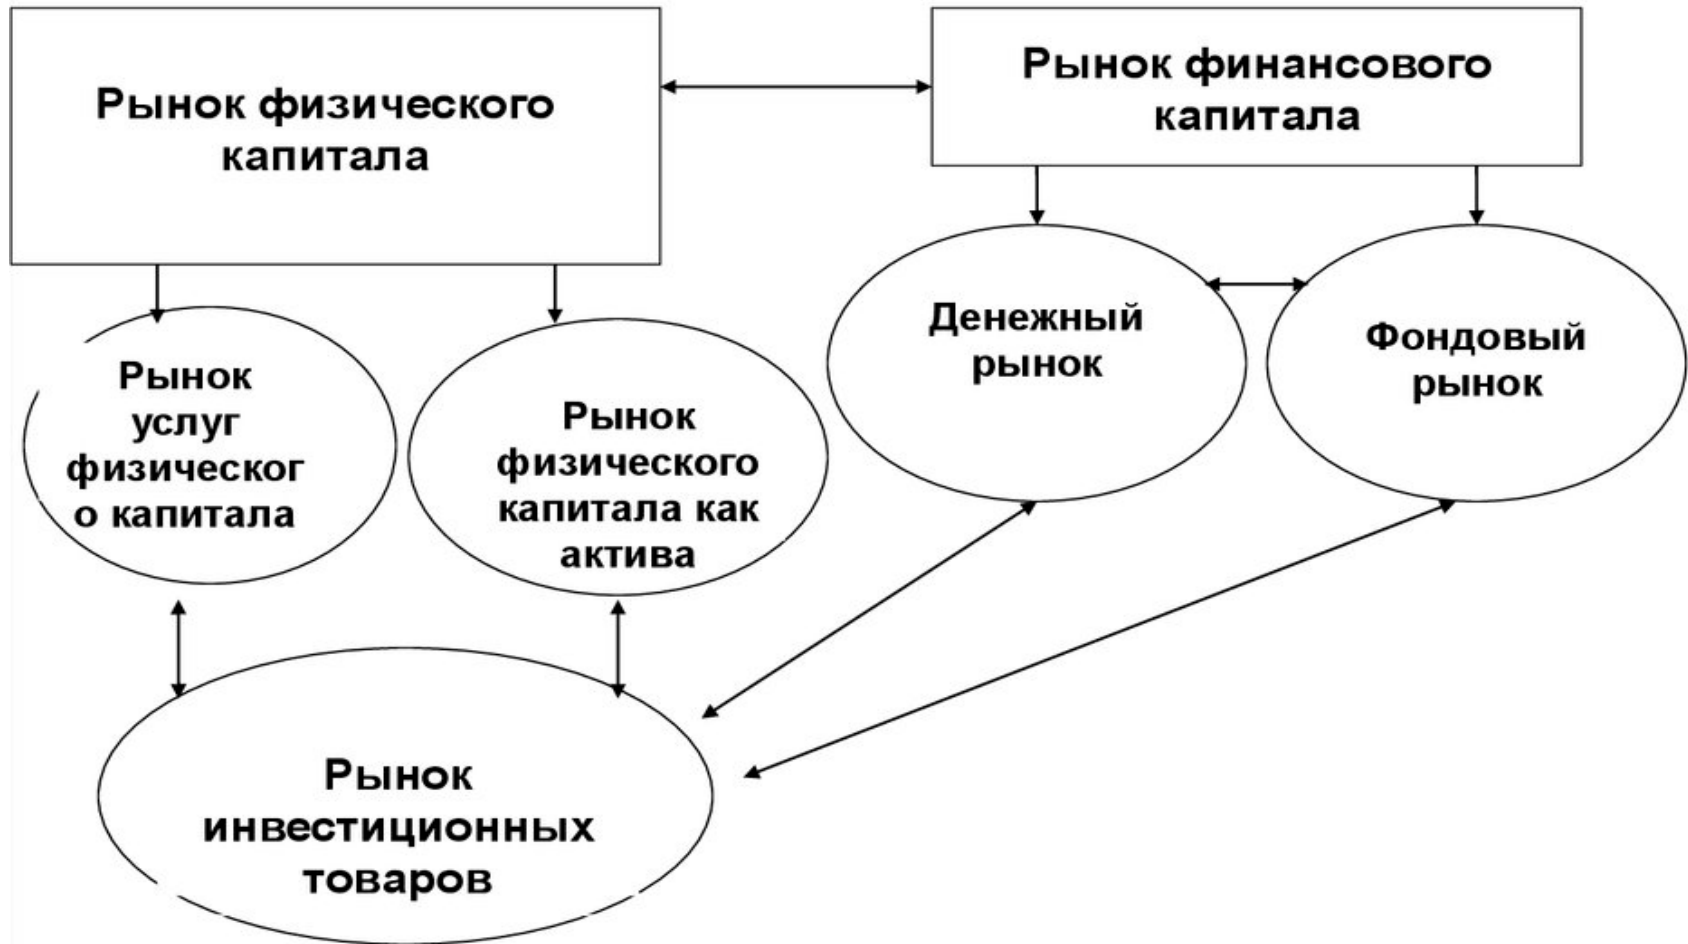 Рынок физического
капитала
Рынок финансового
капитала
Рынок
услуг
физическог
о капитала
Рынок
физического
капитала как
актива
Денежный
рынок
Фондовый
рынок
Рынок
инвестиционных
товаров